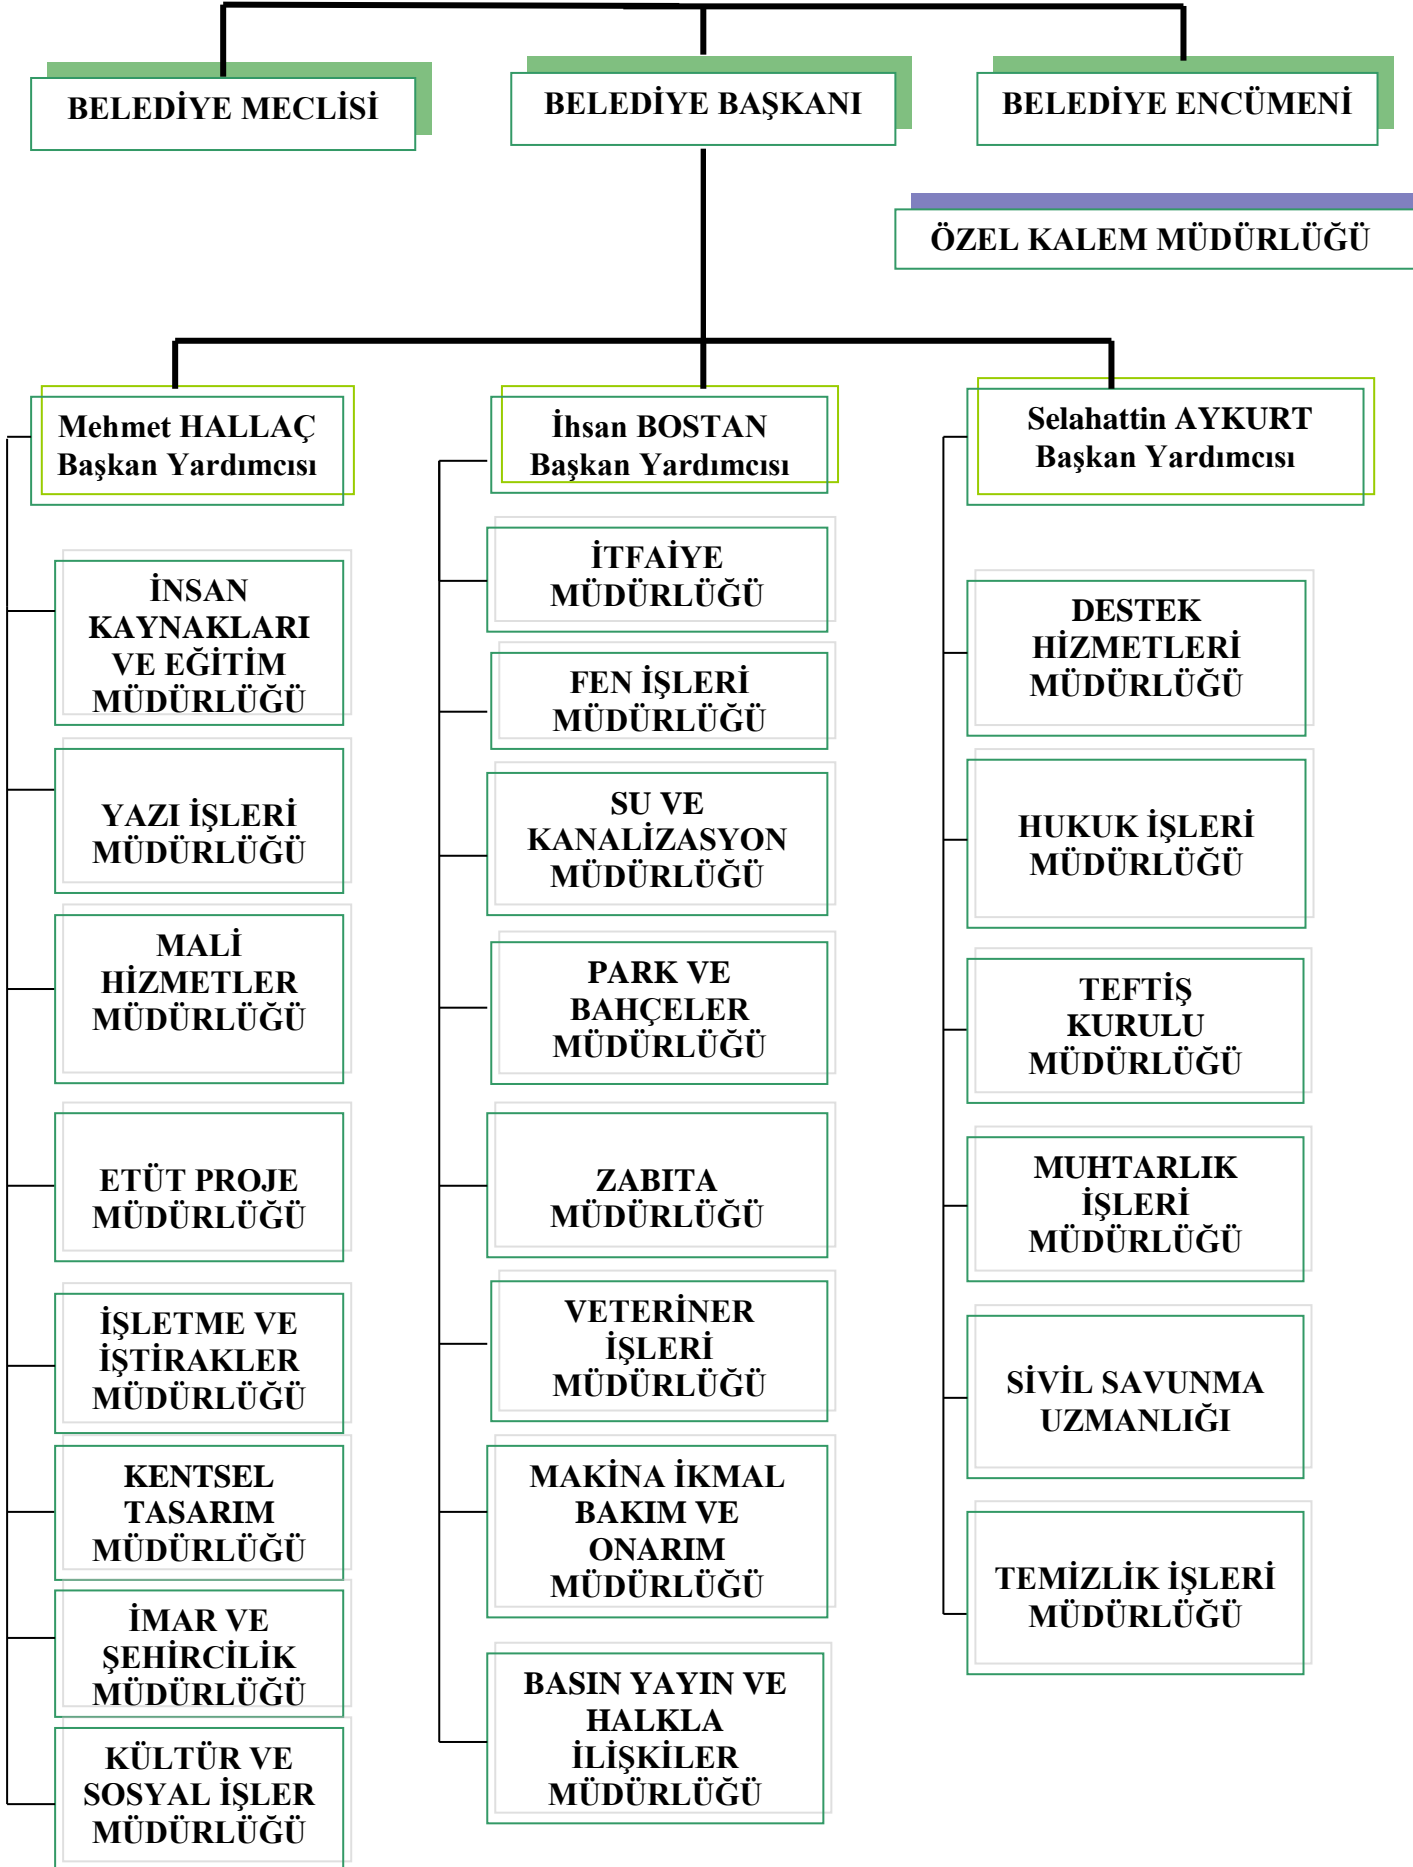 BELEDİYE MECLİSİ
BELEDİYE BAŞKANI
BELEDİYE ENCÜMENİ
ÖZEL KALEM MÜDÜRLÜĞÜ
Mehmet HALLAÇ
Başkan Yardımcısı
İNSAN
KAYNAKLARI
VE EĞİTİM
MÜDÜRLÜĞÜ
YAZI İŞLERİ
MÜDÜRLÜĞÜ
MALİ
HİZMETLER
MÜDÜRLÜĞÜ
ETÜT PROJE
MÜDÜRLÜĞÜ
İŞLETME VE
İŞTİRAKLER
MÜDÜRLÜĞÜ
KENTSEL
TASARIM
MÜDÜRLÜĞÜ
İMAR VE
ŞEHİRCİLİK
MÜDÜRLÜĞÜ
KÜLTÜR VE
SOSYAL İŞLER
MÜDÜRLÜĞÜ
İhsan BOSTAN
Başkan Yardımcısı
İTFAİYE
MÜDÜRLÜĞÜ
FEN İŞLERİ
MÜDÜRLÜĞÜ
SU VE
KANALİZASYON
MÜDÜRLÜĞÜ
PARK VE
BAHÇELER
MÜDÜRLÜĞÜ
ZABITA
MÜDÜRLÜĞÜ
VETERİNER
İŞLERİ
MÜDÜRLÜĞÜ
MAKİNA İKMAL
BAKIM VE
ONARIM
MÜDÜRLÜĞÜ
BASIN YAYIN VE
HALKLA
İLİŞKİLER
MÜDÜRLÜĞÜ
Selahattin AYKURT
Başkan Yardımcısı
DESTEK
HİZMETLERİ
MÜDÜRLÜĞÜ
HUKUK İŞLERİ
MÜDÜRLÜĞÜ
TEFTİŞ
KURULU
MÜDÜRLÜĞÜ
MUHTARLIK
İŞLERİ
MÜDÜRLÜĞÜ
SİVİL SAVUNMA
UZMANLIĞI
TEMİZLİK İŞLERİ
MÜDÜRLÜĞÜ